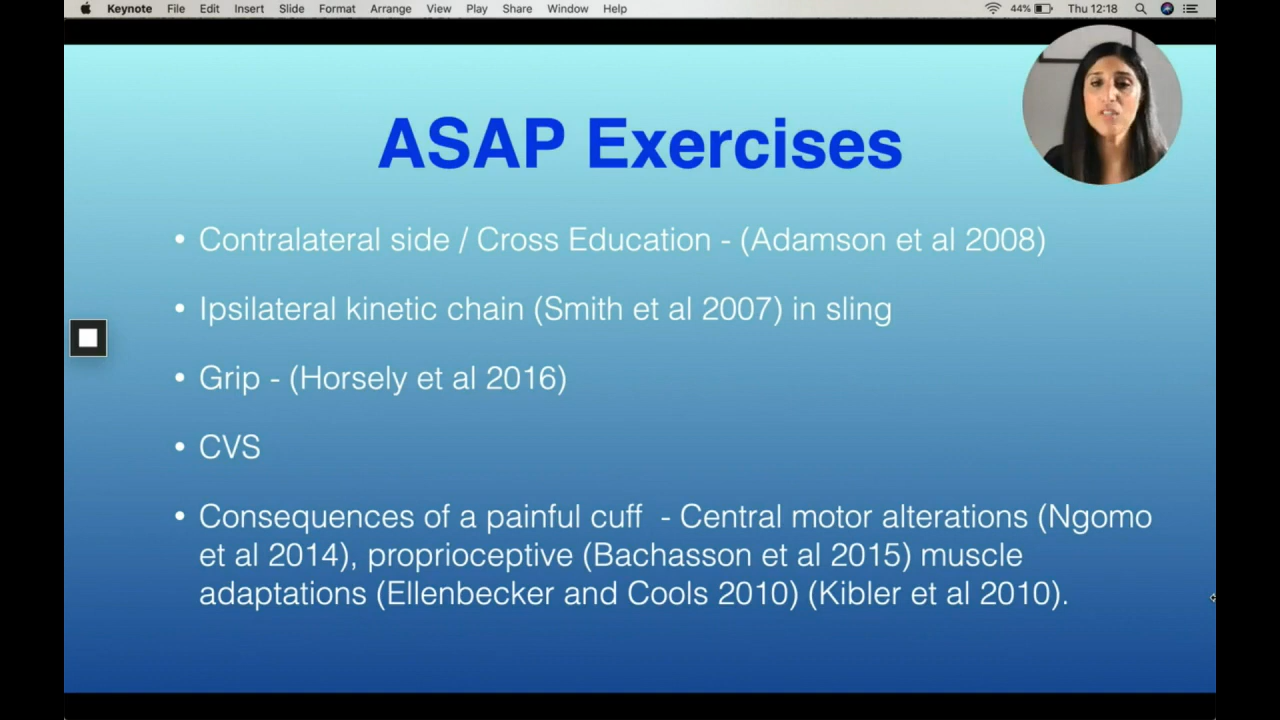 Keynote File Edit Insert Slide Format Arrange View Play Share Window Help 44% Thu 12:18
ASAP Exercises
• Contralateral side / Cross Education - (Adamson et al 2008)
• Ipsilateral kinetic chain (Smith et al 2007) in sling
• Grip - (Horsely et al 2016)
• CVS
• Consequences of a painful cuff - Central motor alterations (Ngomo
et al 2014), proprioceptive (Bachasson et al 2015) muscle
adaptations (Ellenbecker and Cools 2010) (Kibler et al 2010).